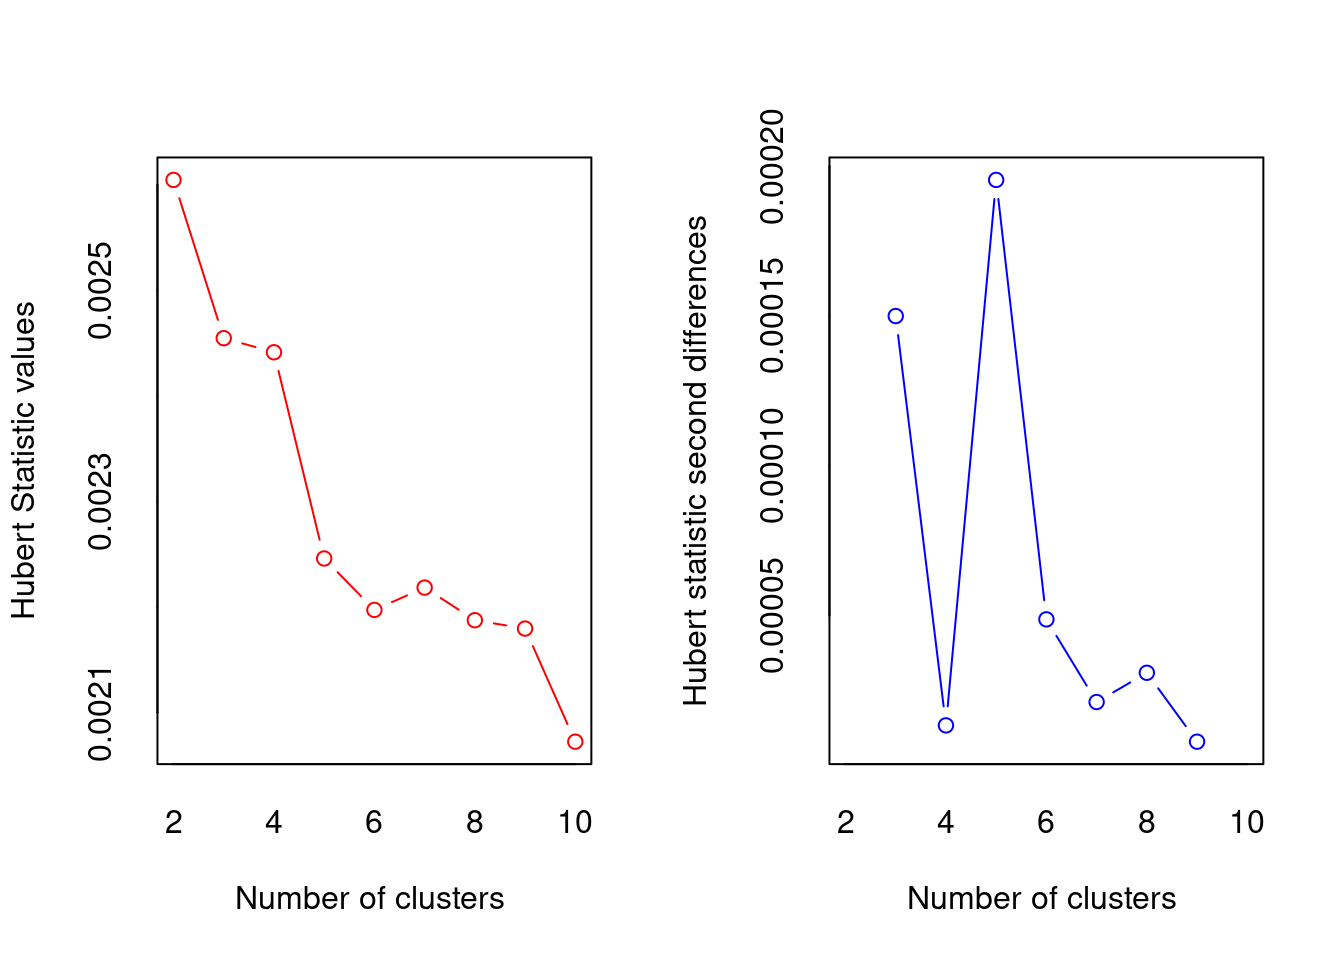 Hubert Statistic values
0.0021 0.0023 0.0025
2 4 6 8 10
Number of clusters
Hubert statistic second differences
0.00005 0.00010 0.00015 0.00020
2 4 6 8 10
Number of clusters